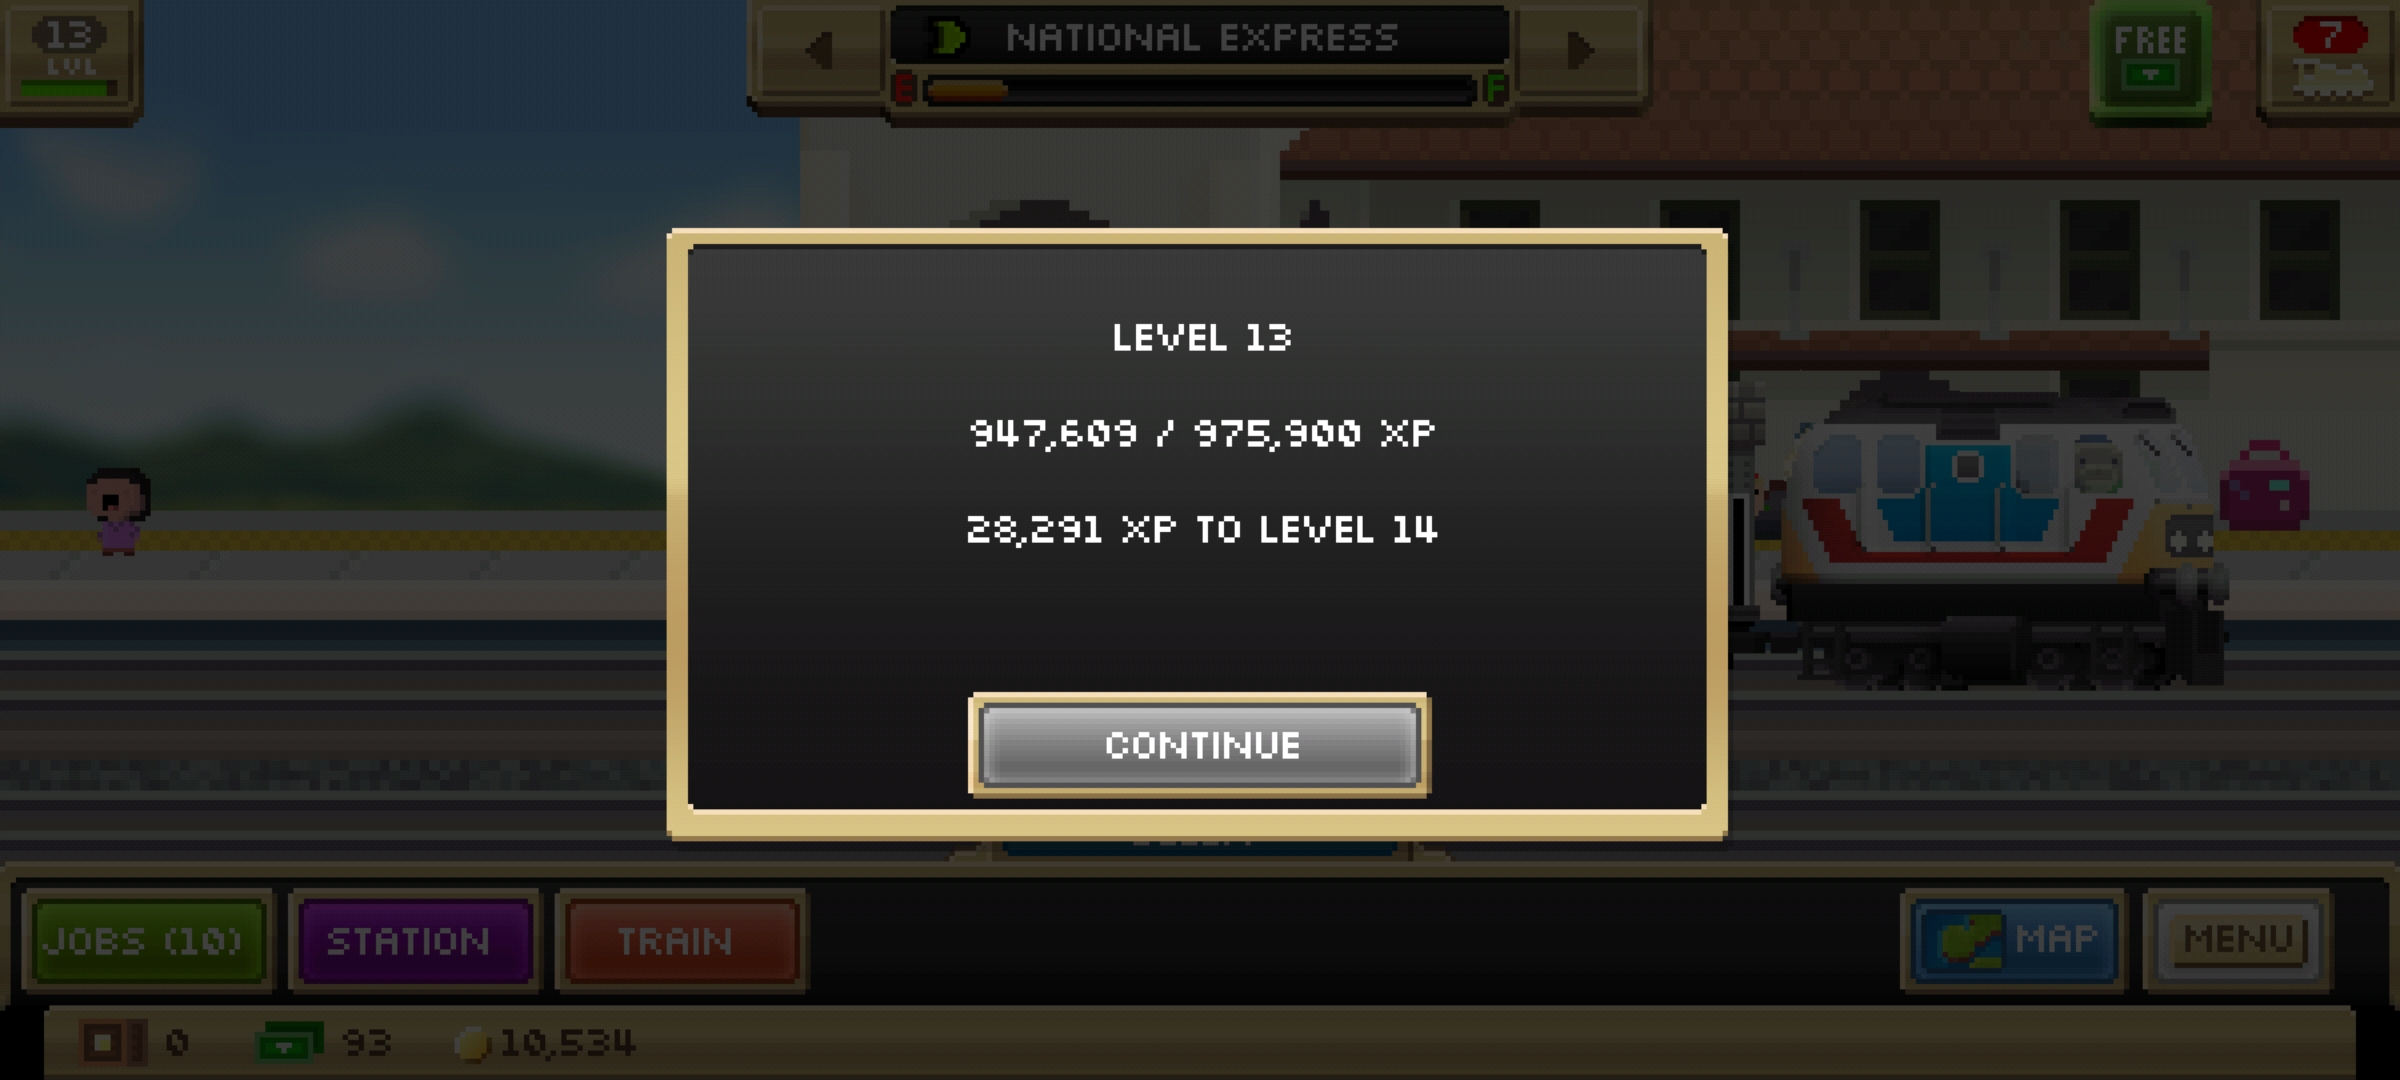 13
LVL
NATIONAL EXPRESS
E
F
FREE
7
LEVEL 13
947,609 / 975,900 XP
28,291 XP TO LEVEL 14
CONTINUE
JOBS (10)
STATION
TRAIN
MAP
MENU
0
93
10,534